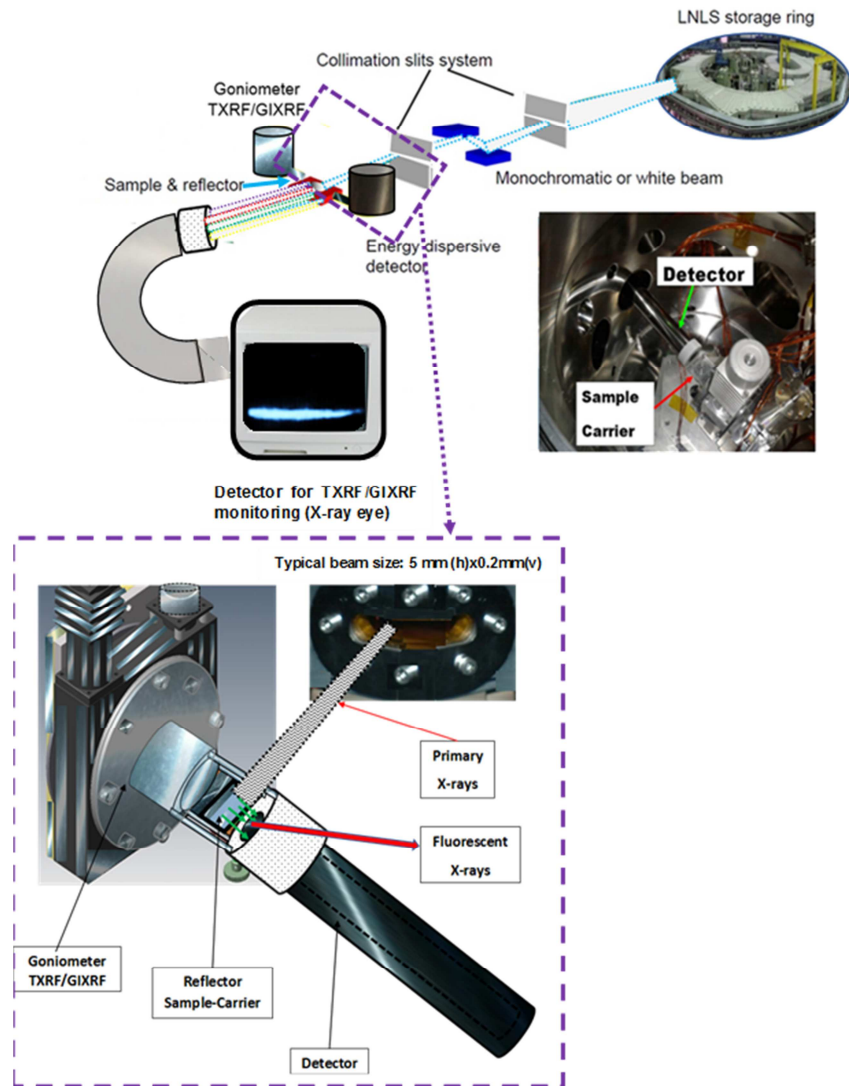 LNLS storage ring
Collimation slits system
Goniometer
TXRF/GIXRF
Sample & reflector
Monochromatic or white beam
Energy dispersive
detector
Detector
Sample
Carrier
Detector for TXRF/GIXRF
monitoring (X-ray eye)
Typical beam size: 5 mm (h)x0.2mm(v)
Primary
X-rays
Fluorescent
X-rays
Goniometer
TXRF/GIXRF
Reflector
Sample-Carrier
Detector